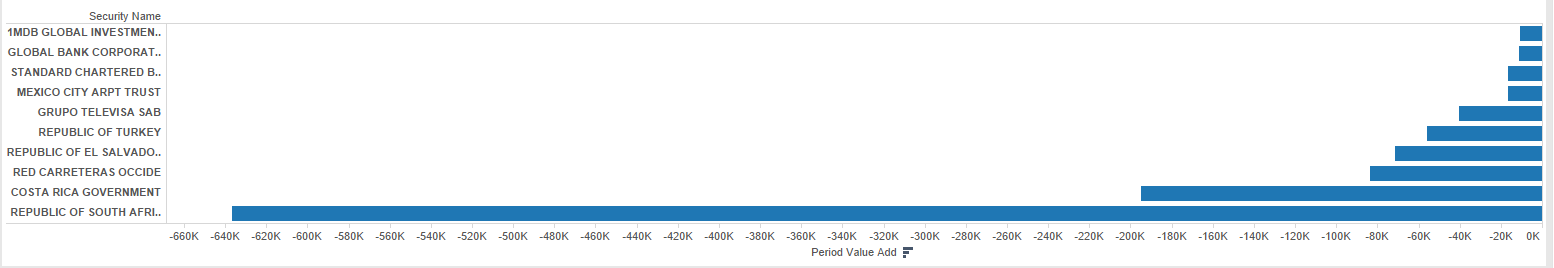 Security Name
1MDB GLOBAL INVESTMEN..
GLOBAL BANK CORPORAT..
STANDARD CHARTERED B..
MEXICO CITY ARPT TRUST
GRUPO TELEVISA SAB
REPUBLIC OF TURKEY
REPUBLIC OF EL SALVADO..
RED CARRETERAS OCCIDE
COSTA RICA GOVERNMENT
REPUBLIC OF SOUTH AFRI..
-660K -640K -620K -600K -580K -560K -540K -520K -500K -480K -460K -440K -420K -400K -380K -360K -340K -320K -300K -280K -260K -240K -220K -200K -180K -160K -140K -120K -100K -80K -60K -40K -20K 0K
Period Value Add